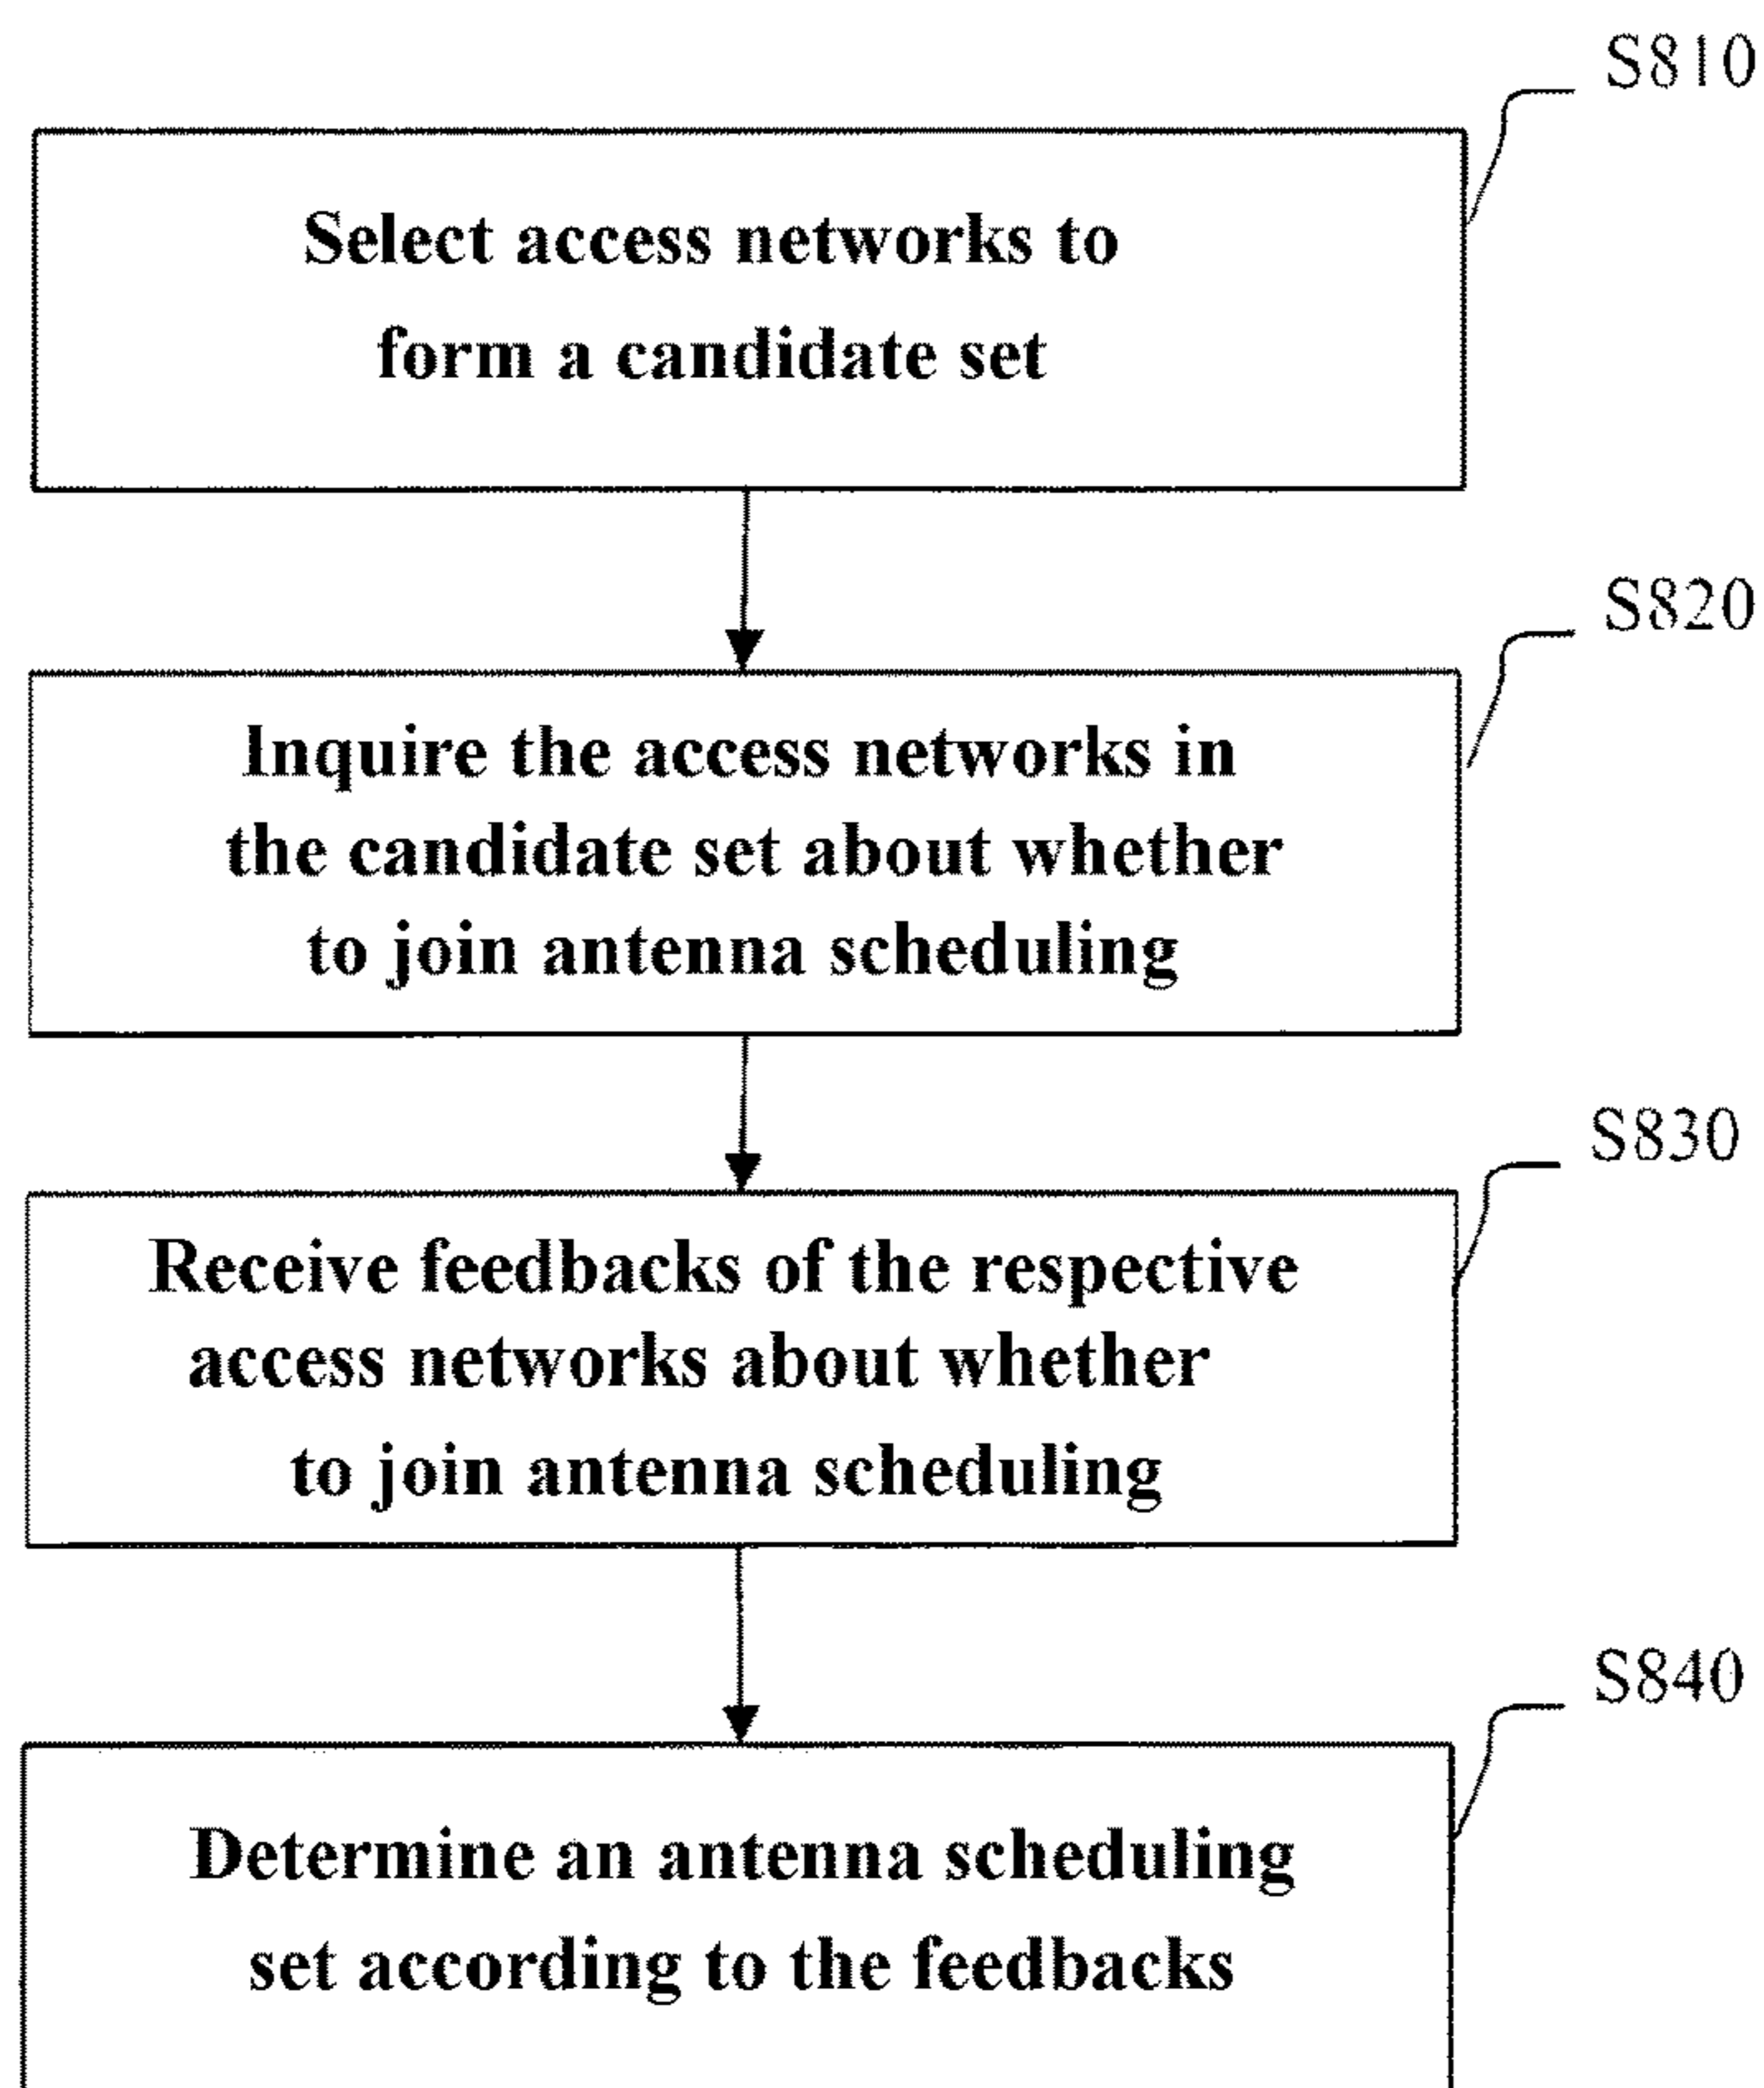 S810
Select access networks to
form a candidate set
S820
Inquire the access networks in
the candidate set about whether
to join antenna scheduling
S830
Receive feedbacks of the respective
access networks about whether
to join antenna scheduling
S840
Determine an antenna scheduling
set according to the feedbacks